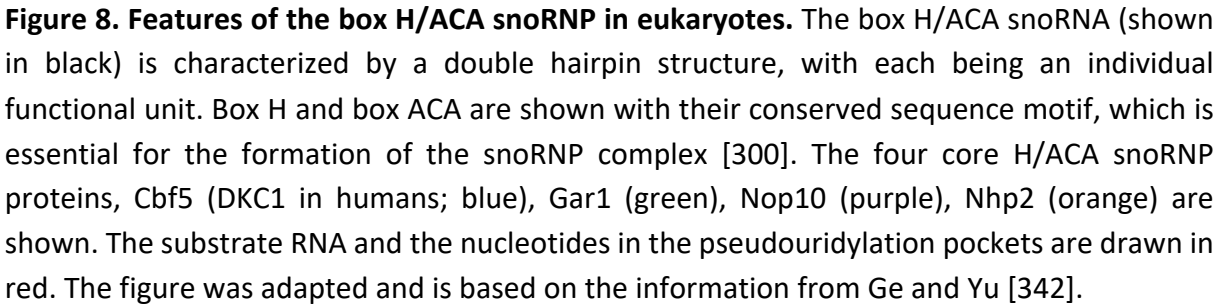 Figure 8. Features of the box H/ACA snoRNP in eukaryotes. The box H/ACA snoRNA (shown
in black) is characterized by a double hairpin structure, with each being an individual
functional unit. Box H and box ACA are shown with their conserved sequence motif, which is
essential for the formation of the snoRNP complex [300]. The four core H/ACA snoRNP
proteins, Cbf5 (DKC1 in humans; blue), Gar1 (green), Nop10 (purple), Nhp2 (orange) are
shown. The substrate RNA and the nucleotides in the pseudouridylation pockets are drawn in
red. The figure was adapted and is based on the information from Ge and Yu [342].